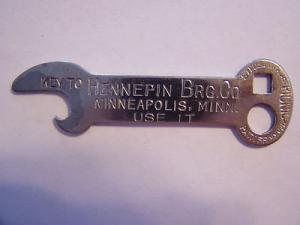 KEY TO HENNEPIN BRG. CO
MINNEAPOLIS, MINN.
USE IT